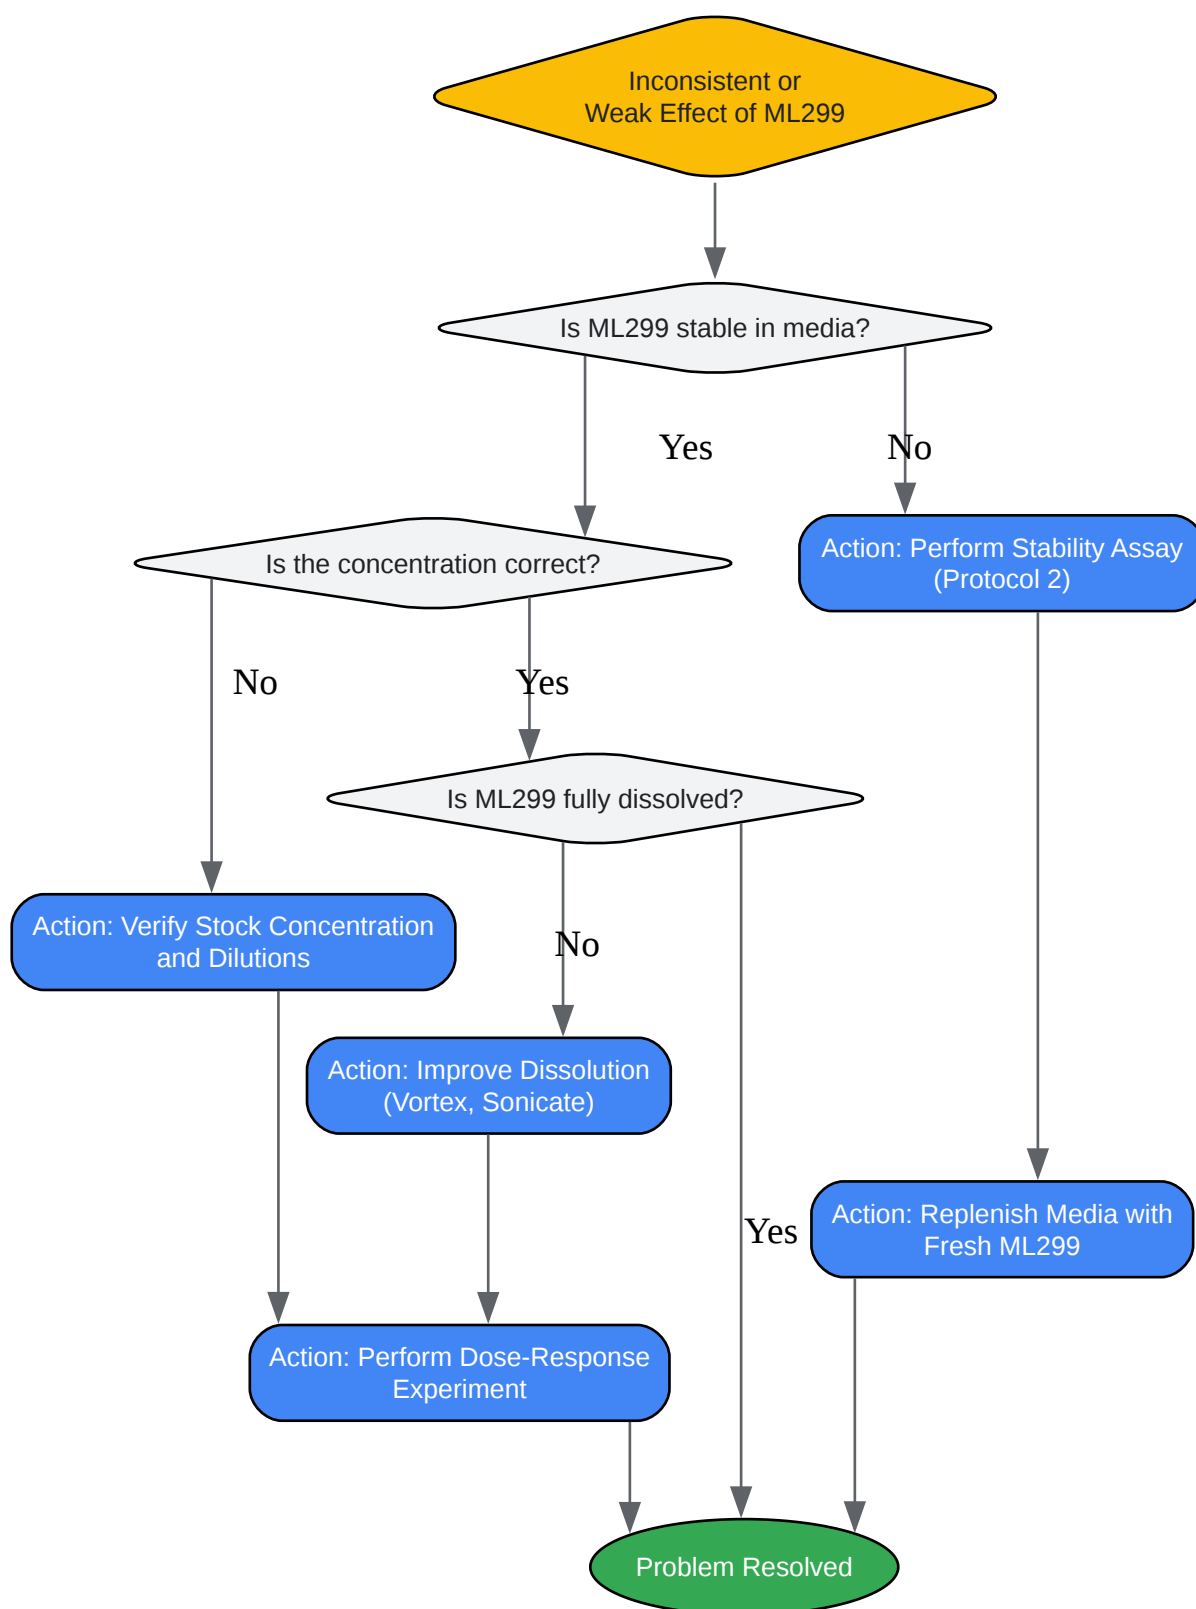 Inconsistent or
Weak Effect of ML299
Is ML299 stable in media?
Yes
No
Is the concentration correct?
Action: Perform Stability Assay
(Protocol 2)
No
Yes
Is ML299 fully dissolved?
Action: Verify Stock Concentration
and Dilutions
No
Action: Improve Dissolution
(Vortex, Sonicate)
Yes
Action: Replenish Media with
Fresh ML299
Action: Perform Dose-Response
Experiment
Problem Resolved